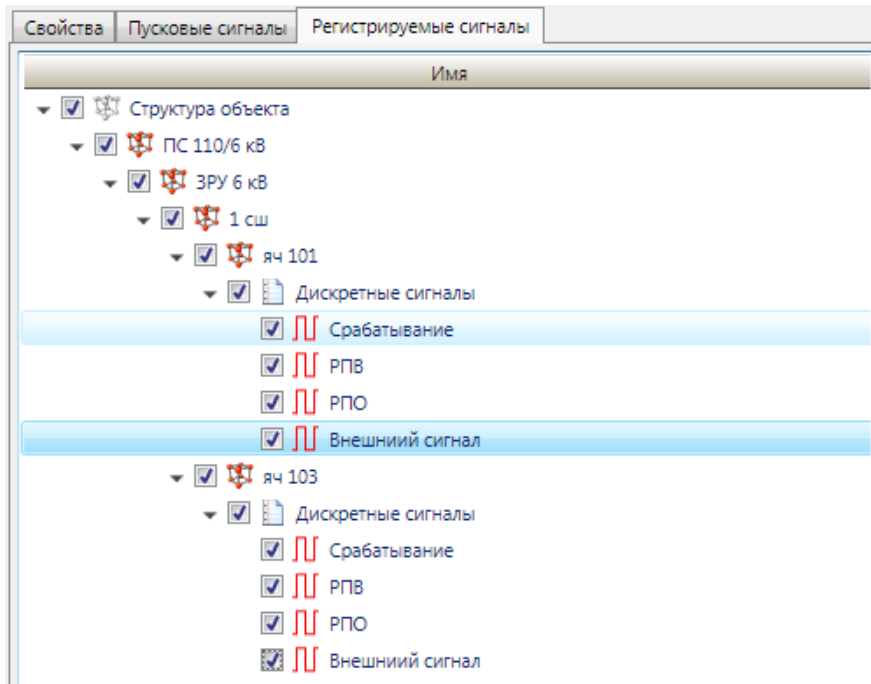 Свойства Пусковые сигналы Регистрируемые сигналы
Имя
Структура объекта
ПС 110/6 кВ
ЗРУ 6 кВ
1 сш
яч 101
Дискретные сигналы
Срабатывание
РПВ
РПО
Внешниий сигнал
яч 103
Дискретные сигналы
Срабатывание
РПВ
РПО
Внешниий сигнал